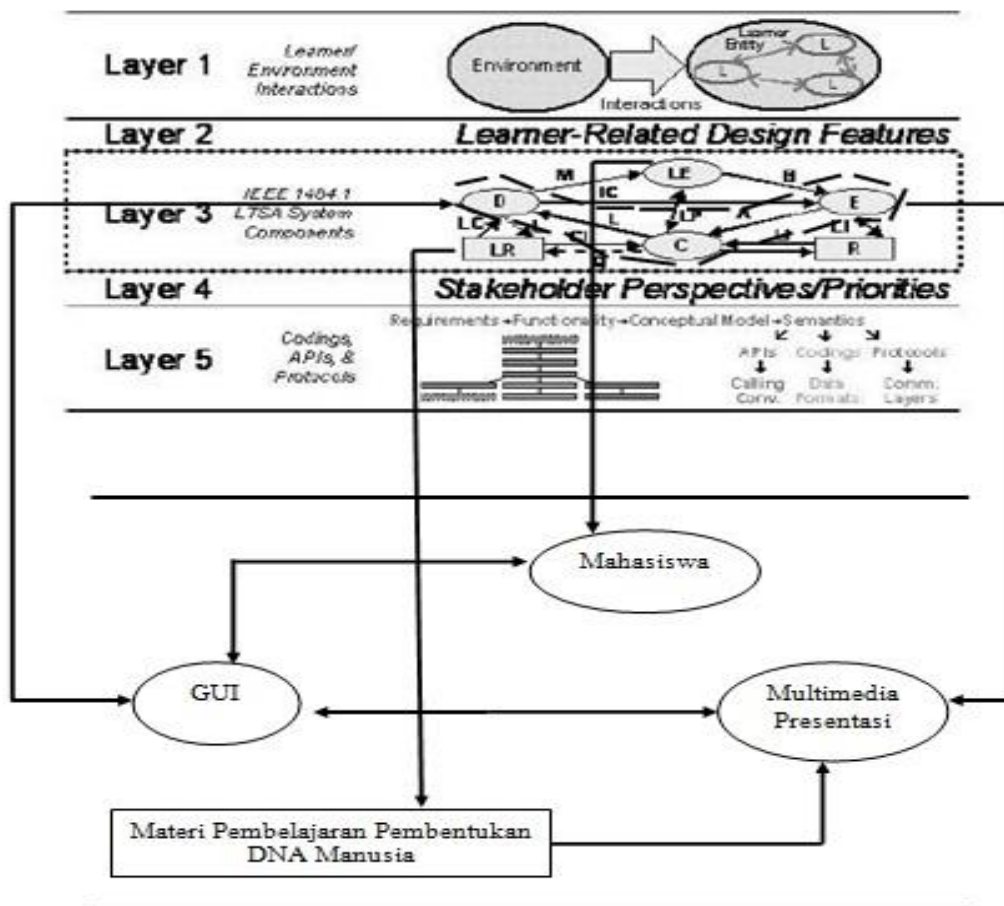 Layer 1
Learner/
Environment
Interactions
Environment
Interactions
Learner
Entity
L
L
L
Layer 2
Learner-Related Design Features
Layer 3
IEEE 1484.1
LTSA System
Components
M
LE
B
D
IC
E
LC
L
LP
A
CI
LR
C
R
Layer 4
Stakeholder Perspectives/Priorities
Layer 5
Codings,
APIs, &
Protocols
Requirements→Functionality→Conceptual Model→Semantics
APIs Codings Protocols
Calling Data Comm.
Conv. Formats Layers
Mahasiswa
GUI
Multimedia
Presentasi
Materi Pembelajaran Pembentukan
DNA Manusia